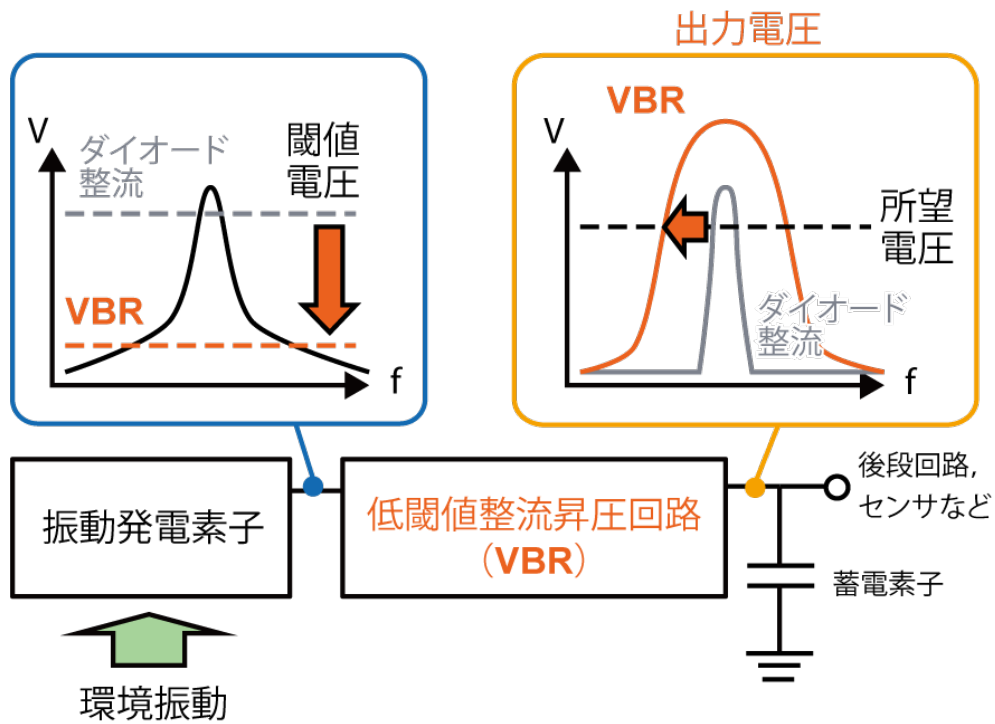 出力電圧
V
ダイオード
整流
閾値
電圧
VBR
f
VBR
V
所望
電圧
ダイオード
整流
f
振動発電素子
低閾値整流昇圧回路
（VBR）
後段回路,
センサなど
蓄電素子
環境振動